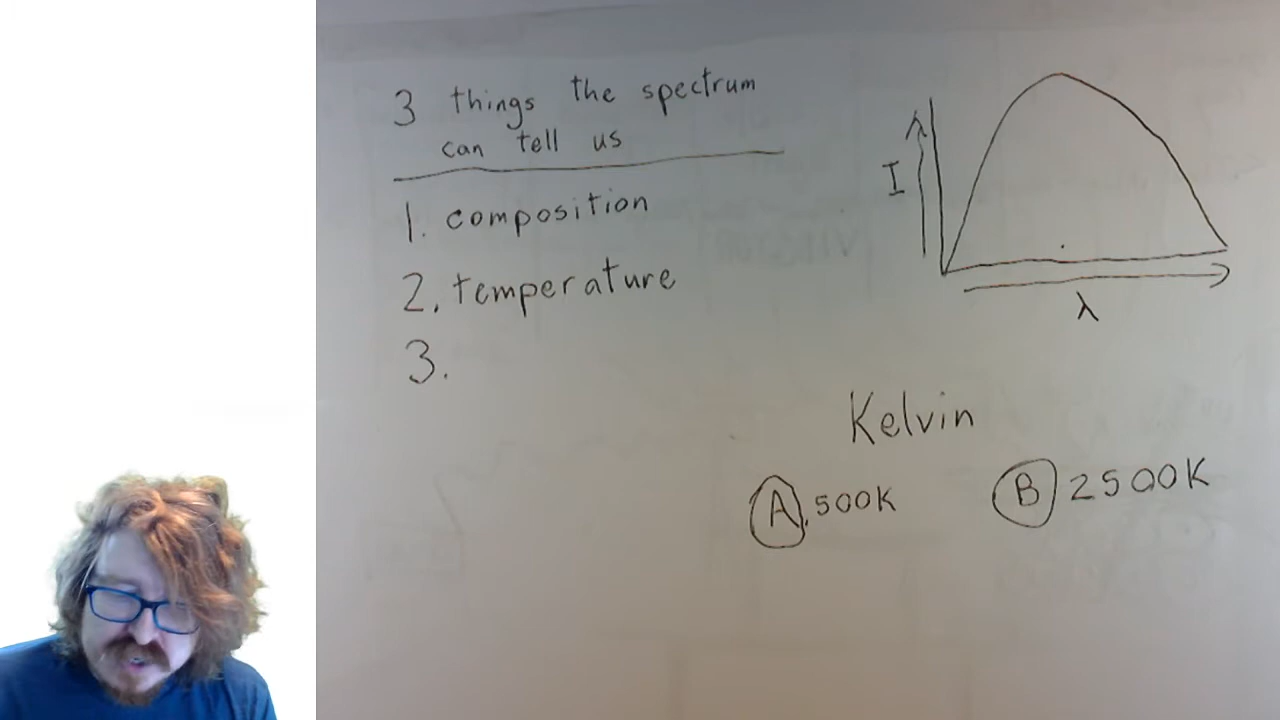 3 things the spectrum
can tell us
1. composition
2. temperature
3.
I
λ
Kelvin
A 500K
B 2500K